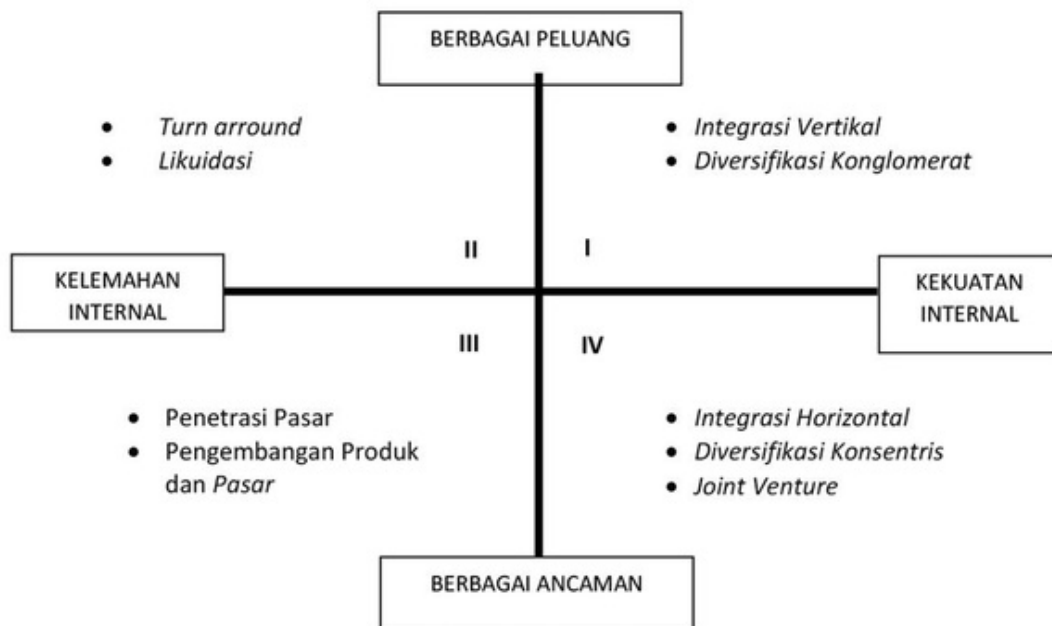 BERBAGAI PELUANG
• Turn arround
• Likuidasi
• Integrasi Vertikal
• Diversifikasi Konglomerat
II
I
KELEMAHAN
INTERNAL
KEKUATAN
INTERNAL
III
IV
• Penetrasi Pasar
• Pengembangan Produk
dan Pasar
• Integrasi Horizontal
• Diversifikasi Konsentris
• Joint Venture
BERBAGAI ANCAMAN